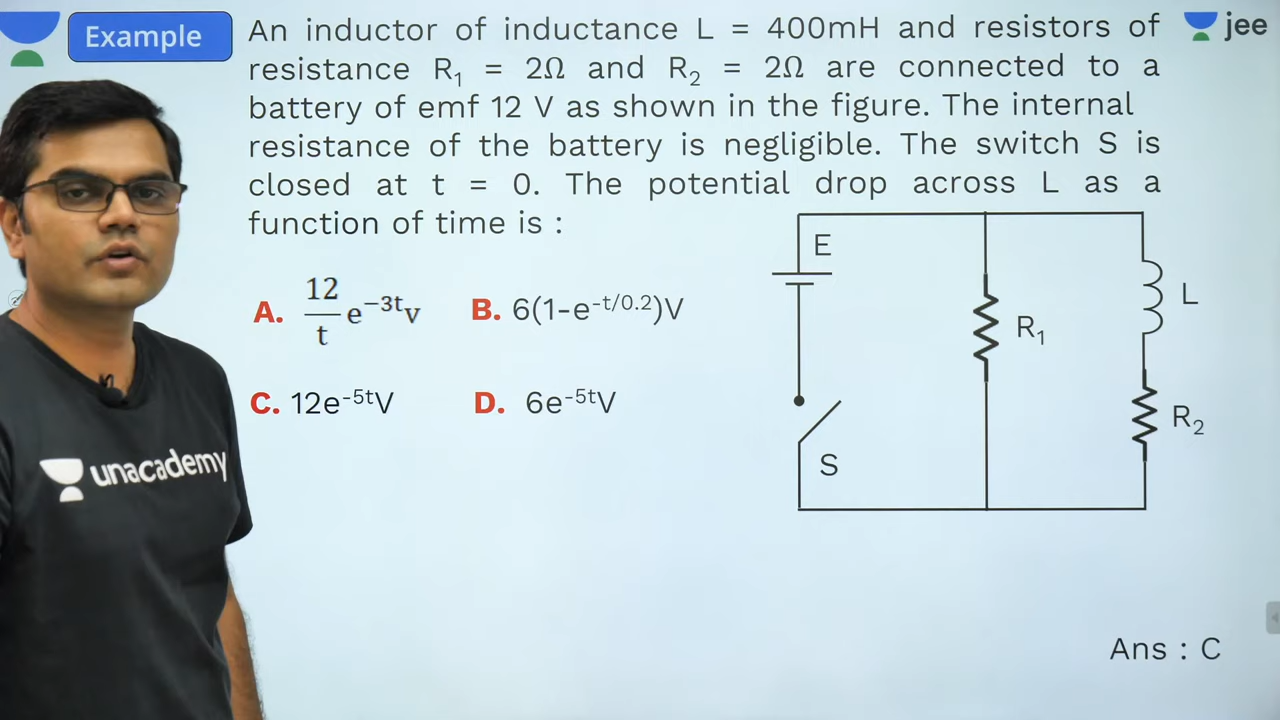 Example
An inductor of inductance L = 400mH and resistors of
resistance R₁ = 2Ω and R₂ = 2Ω are connected to a
battery of emf 12 V as shown in the figure. The internal
resistance of the battery is negligible. The switch S is
closed at t = 0. The potential drop across L as a
function of time is :
A. 12/t e⁻³ᵗv
B. 6(1-e^{-t/0.2})V
C. 12e⁻⁵ᵗV
D. 6e⁻⁵ᵗV
E
R₁
L
R₂
S
Ans : C
jee
unacademy